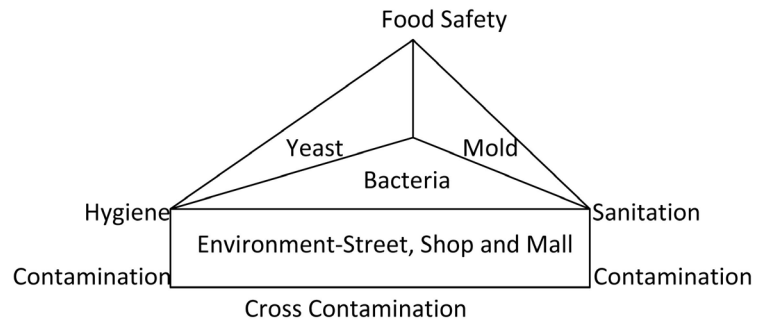 Food Safety
Yeast
Mold
Bacteria
Hygiene
Sanitation
Environment-Street, Shop and Mall
Contamination
Contamination
Cross Contamination